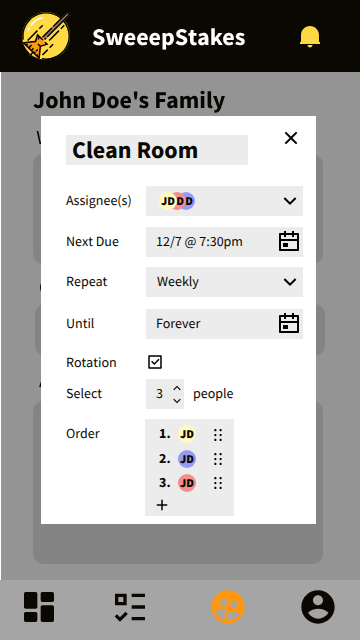 SweeepStakes
John Doe's Family
Clean Room
Assignee(s) JD D D
Next Due 12/7 @ 7:30pm
Repeat Weekly
Until Forever
Rotation
Select 3 people
Order
1. JD
2. JD
3. JD
+